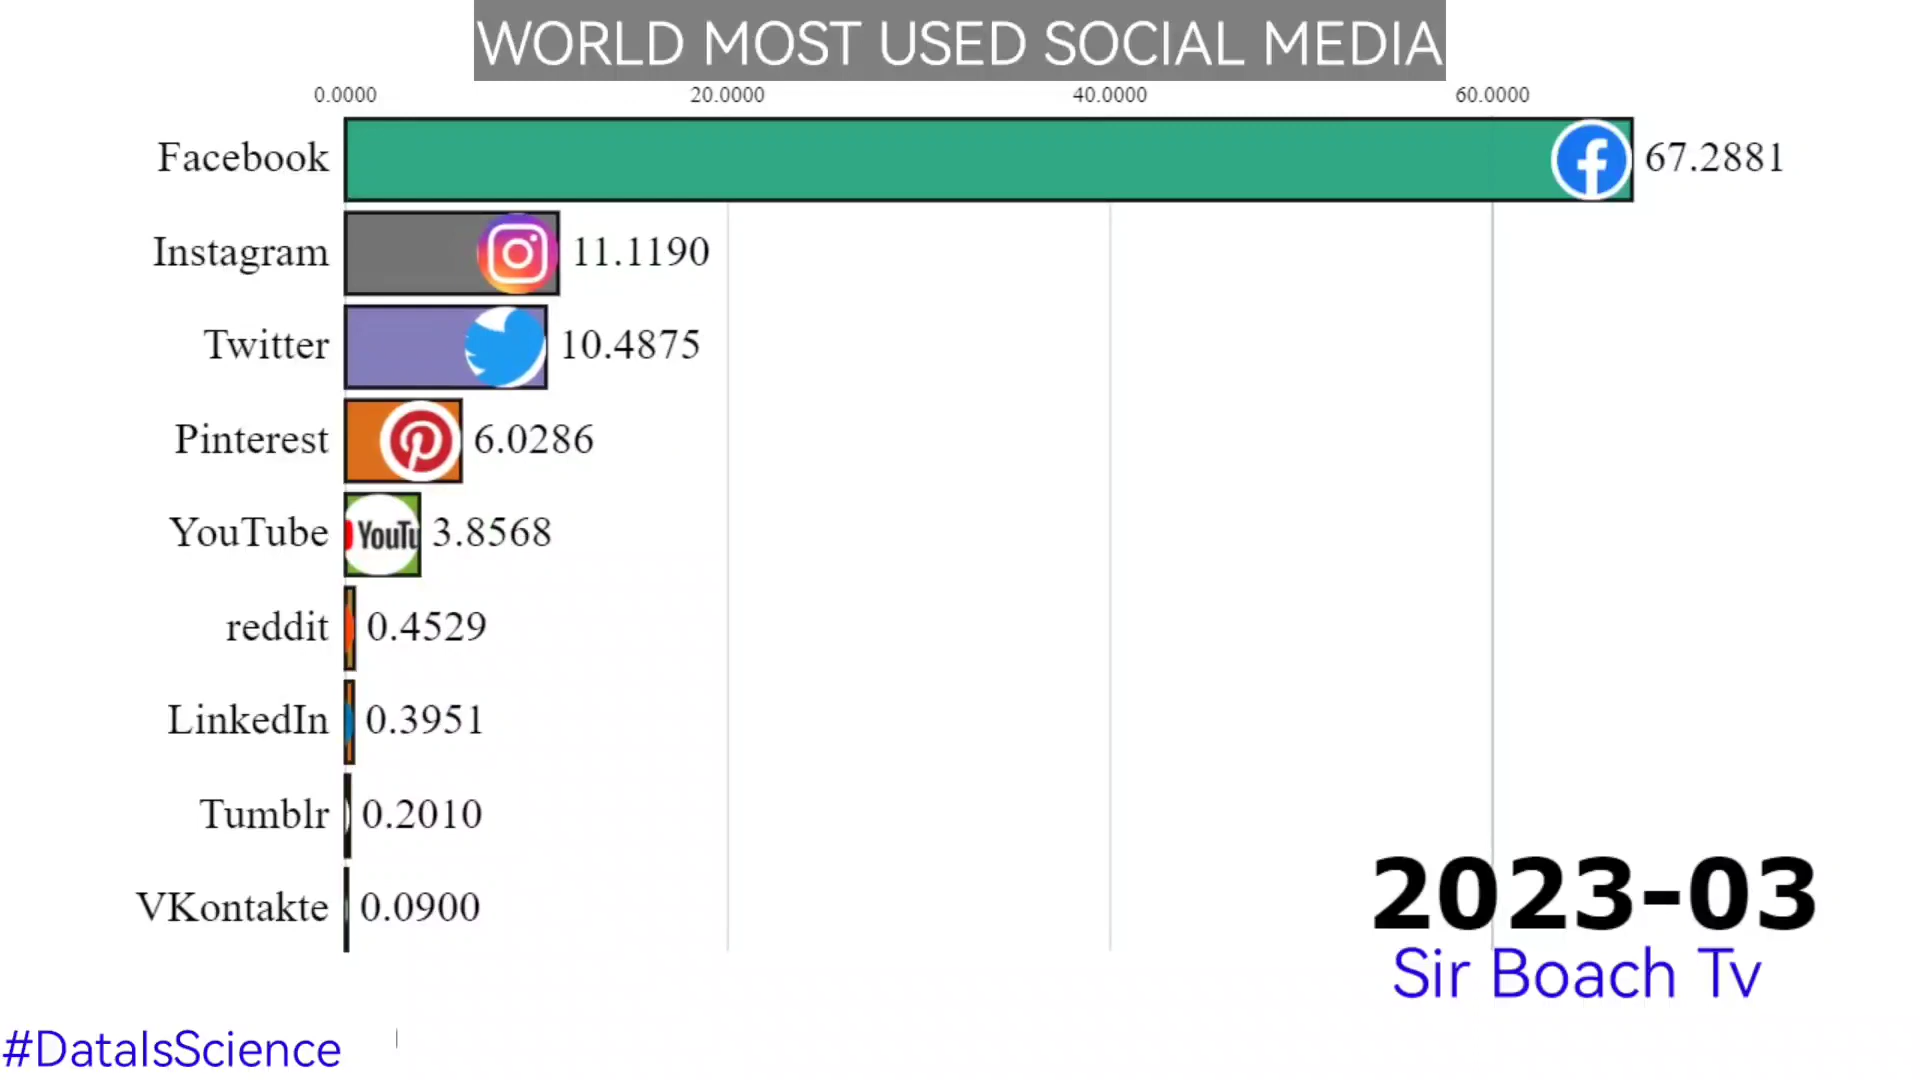 WORLD MOST USED SOCIAL MEDIA
0.0000 20.0000 40.0000 60.0000
Facebook 67.2881
Instagram 11.1190
Twitter 10.4875
Pinterest 6.0286
YouTube YouTu 3.8568
reddit 0.4529
LinkedIn 0.3951
Tumblr 0.2010
VKontakte 0.0900
2023-03
Sir Boach Tv
#DataIsScience